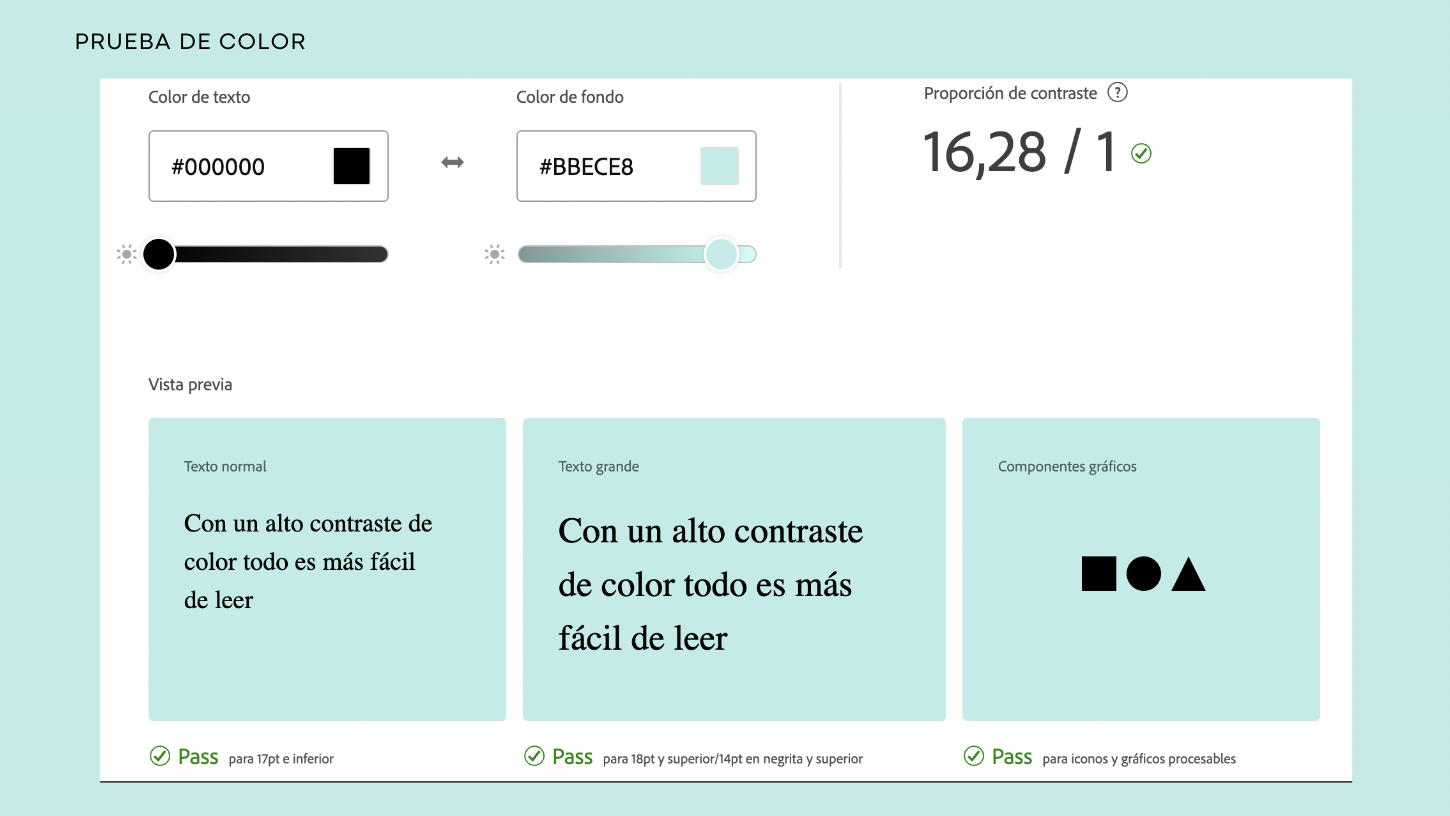 PRUEBA DE COLOR
Color de texto
Color de fondo
Proporción de contraste ?
#000000
#BBECE8
16,28 / 1
Vista previa
Texto normal
Con un alto contraste de
color todo es más fácil
de leer
Texto grande
Con un alto contraste
de color todo es más
fácil de leer
Componentes gráficos
Pass para 17pt e inferior
Pass para 18pt y superior/14pt en negrita y superior
Pass para iconos y gráficos procesables